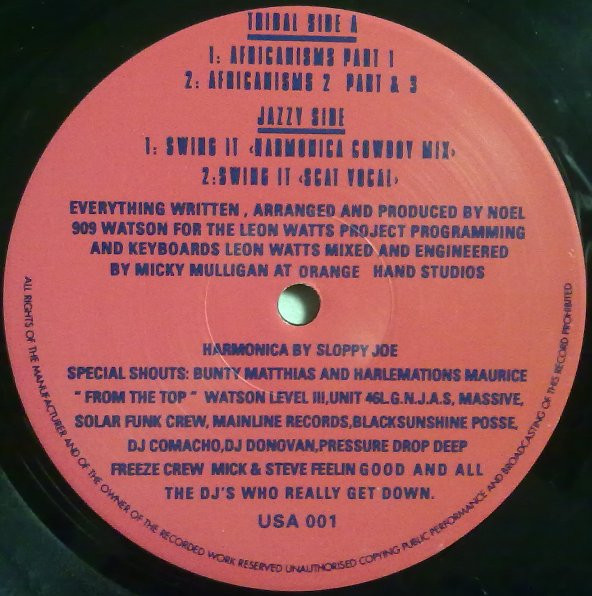 TRIBAL SIDE A
1: AFRICANISMS PART 1
2: AFRICANISMS 2 PART & 3
JAZZY SIDE
1: SWING IT <HARMONICA COWBOY MIX>
2:SWING IT <SCAT VOCAL>
EVERYTHING WRITTEN , ARRANGED AND PRODUCED BY NOEL
909 WATSON FOR THE LEON WATTS PROJECT PROGRAMMING
AND KEYBOARDS LEON WATTS MIXED AND ENGINEERED
BY MICKY MULLIGAN AT ORANGE HAND STUDIOS
HARMONICA BY SLOPPY JOE
SPECIAL SHOUTS: BUNTY MATTHIAS AND HARLEMATIONS MAURICE
" FROM THE TOP " WATSON LEVEL III,UNIT 46L.G.N.J.A.S, MASSIVE,
SOLAR FUNK CREW, MAINLINE RECORDS,BLACKSUNSHINE POSSE,
DJ COMACHO,DJ DONOVAN,PRESSURE DROP DEEP
FREEZE CREW MICK & STEVE FEELIN GOOD AND ALL
THE DJ'S WHO REALLY GET DOWN.
USA 001
ALL RIGHTS OF THE MANUFACTURER AND OF THE OWNER OF THE RECORDED WORK RESERVED UNAUTHORISED COPYING PUBLIC PERFORMANCE AND BROADCASTING OF THIS RECORD PROHIBITED